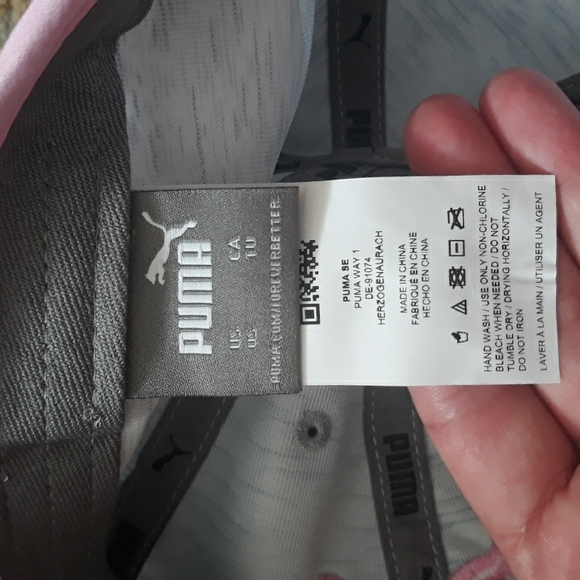 PUMA
US CA
US TU
PUMA.COM/FOREVERBETTER
PUMA SE
PUMA WAY 1
DE-91074
HERZOGENAURACH
MADE IN CHINA
FABRIQUÉ EN CHINE
HECHO EN CHINA
HAND WASH / USE ONLY NON-CHLORINE
BLEACH WHEN NEEDED / DO NOT
TUMBLE DRY / DRYING HORIZONTALLY /
DO NOT IRON
LAVER À LA MAIN / UTILISER UN AGENT
PUMA